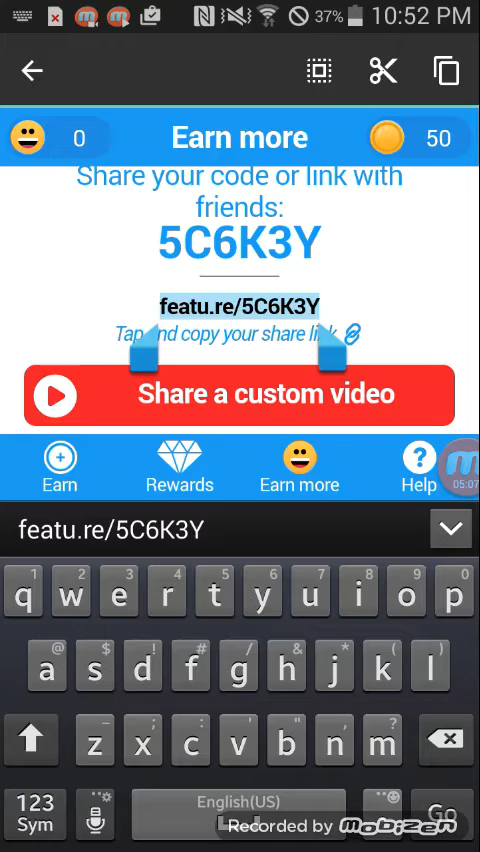 37% 10:52 PM
0 Earn more 50
Share your code or link with
friends:
5C6K3Y
featu.re/5C6K3Y
Tap and copy your share link
Share a custom video
Earn Rewards Earn more Help
05:07
featu.re/5C6K3Y
1 2 3 4 5 6 7 8 9 0
q w e r t y u i o p
@ $ ! # / & * ( )
a s d f g h j k l
- ; : ' " , ?
z x c v b n m
123
Sym
English(US)
Go
Recorded by mobizen